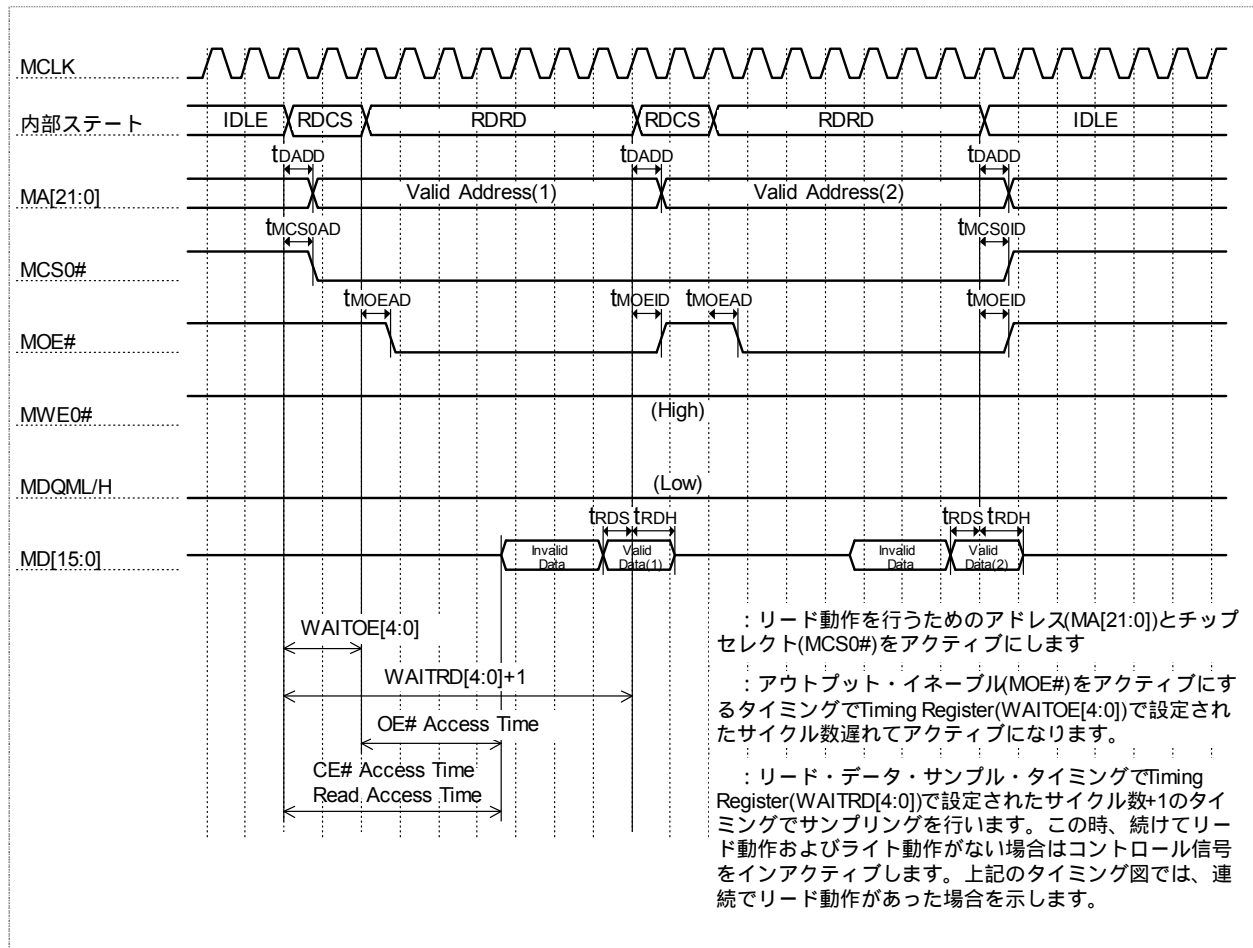 MCLK
内部ステート
IDLE RDCS RDRD RDCS RDRD IDLE
tDADD tDADD tDADD
MA[21:0]
Valid Address(1) Valid Address(2)
tMCS0AD tMCS0ID
MCS0#
tMOEAD tMOEID tMOEAD tMOEID
MOE#
MWE0#
(High)
MDQML/H
(Low)
tRDS tRDH tRDS tRDH
MD[15:0]
Invalid Data Valid Data(1) Invalid Data Valid Data(2)
WAITOE[4:0]
WAITRD[4:0]+1
OE# Access Time
CE# Access Time
Read Access Time
:リード動作を行うためのアドレス(MA[21:0])とチップ
セレクト(MCS0#)をアクティブにします
:アウトプット・イネーブル(MOE#)をアクティブにす
るタイミングでTiming Register(WAITOE[4:0])で設定され
たサイクル数遅れてアクティブになります。
:リード・データ・サンプル・タイミングでTiming
Register(WAITRD[4:0])で設定されたサイクル数+1のタイ
ミングでサンプリングを行います。この時、続けてリー
ド動作およびライト動作がない場合はコントロール信号
をインアクティブします。上記のタイミング図では、連
続でリード動作があった場合を示します。